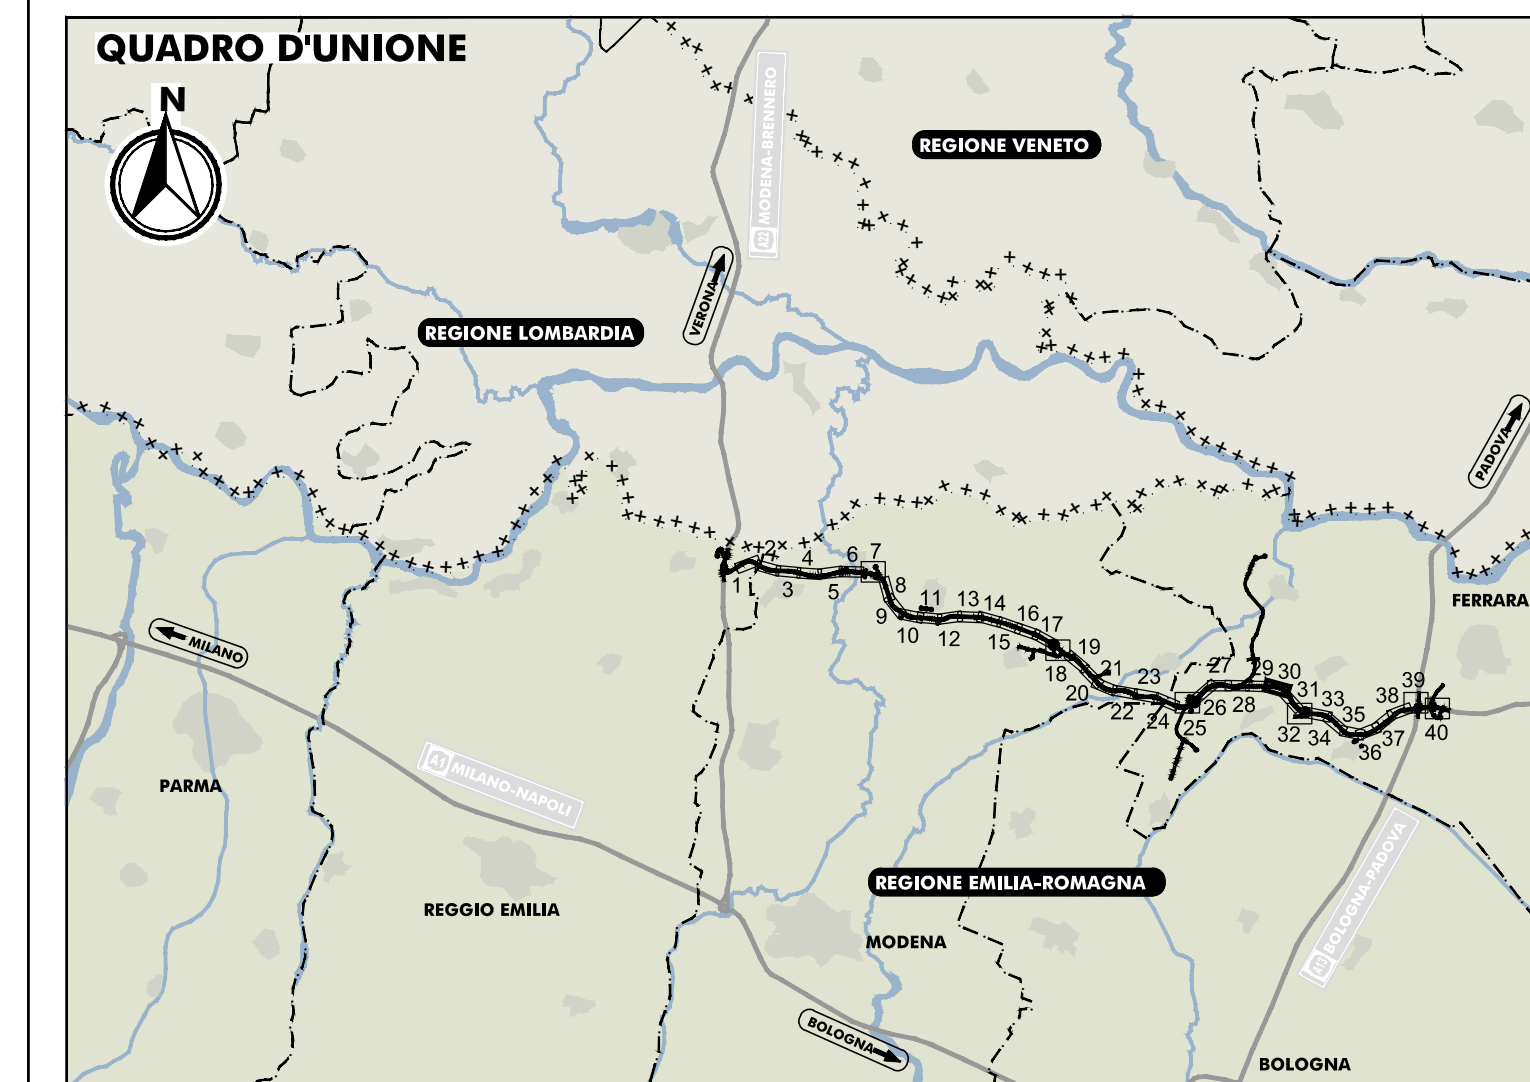 QUADRO D'UNIONE
N
A22 MODENA-BRENNERO
REGIONE VENETO
VERONA
REGIONE LOMBARDIA
PADOVA
2
4
6
7
1
3
5
8
9
10
11
12
13
14
15
16
17
18
19
20
21
22
23
24
25
26
27
28
29
30
31
32
33
34
35
36
37
38
39
40
FERRARA
MILANO
PARMA
A1 MILANO-NAPOLI
REGGIO EMILIA
REGIONE EMILIA-ROMAGNA
MODENA
A13 BOLOGNA-PADOVA
BOLOGNA
BOLOGNA